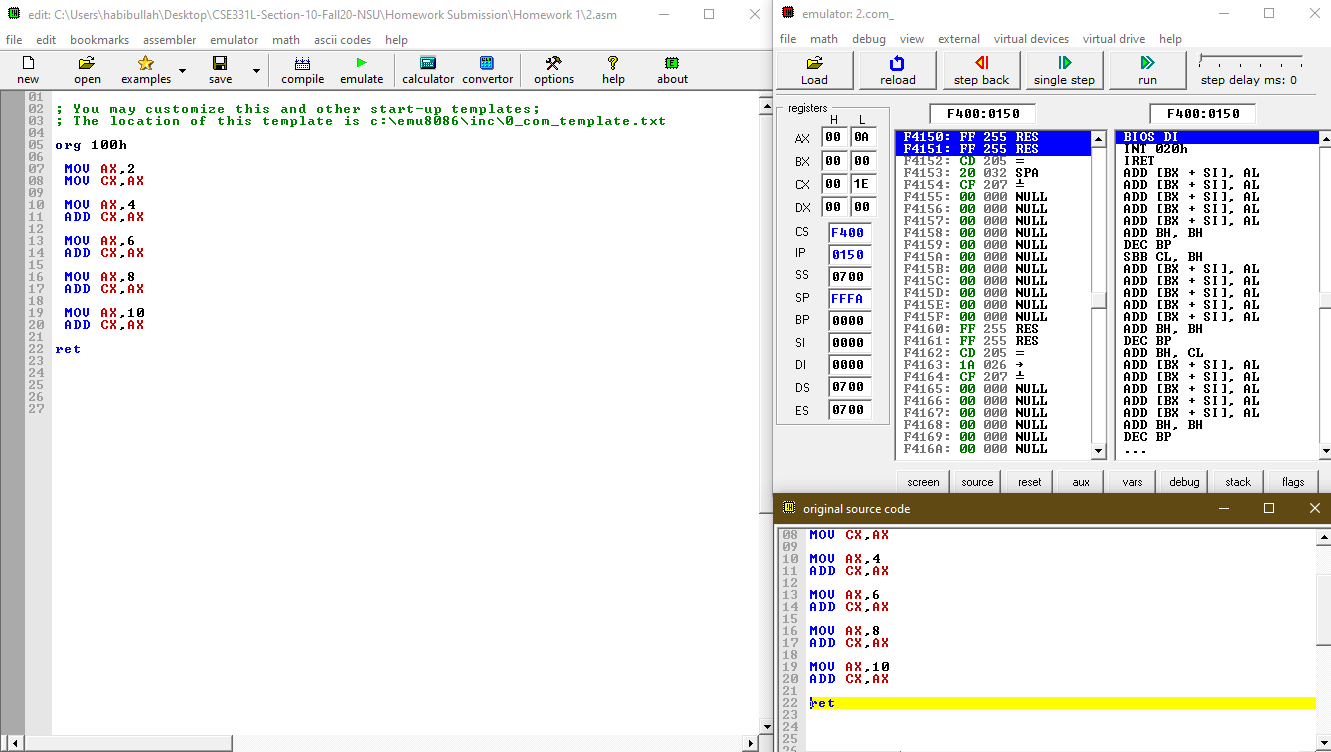 edit: C:\Users\habibullah\Desktop\CSE331L-Section-10-Fall20-NSU\Homework Submission\Homework 1\2.asm
file edit bookmarks assembler emulator math ascii codes help
new open examples save compile emulate calculator convertor options help about
01
02 ; You may customize this and other start-up templates;
03 ; The location of this template is c:\emu8086\inc\0_com_template.txt
04
05 org 100h
06
07 MOV AX,2
08 MOV CX,AX
09
10 MOV AX,4
11 ADD CX,AX
12
13 MOV AX,6
14 ADD CX,AX
15
16 MOV AX,8
17 ADD CX,AX
18
19 MOV AX,10
20 ADD CX,AX
21
22 ret
23
24
25
26
27
emulator: 2.com_
file math debug view external virtual devices virtual drive help
Load reload step back single step run step delay ms: 0
registers
H L
AX 00 0A
BX 00 00
CX 00 1E
DX 00 00
CS F400
IP 0150
SS 0700
SP FFFA
BP 0000
SI 0000
DI 0000
DS 0700
ES 0700
F400:0150
F4150: FF 255 RES
F4151: FF 255 RES
F4152: CD 205 =
F4153: 20 032 SPA
F4154: CF 207 ╧
F4155: 00 000 NULL
F4156: 00 000 NULL
F4157: 00 000 NULL
F4158: 00 000 NULL
F4159: 00 000 NULL
F415A: 00 000 NULL
F415B: 00 000 NULL
F415C: 00 000 NULL
F415D: 00 000 NULL
F415E: 00 000 NULL
F415F: 00 000 NULL
F4160: FF 255 RES
F4161: FF 255 RES
F4162: CD 205 =
F4163: 1A 026 →
F4164: CF 207 ╧
F4165: 00 000 NULL
F4166: 00 000 NULL
F4167: 00 000 NULL
F4168: 00 000 NULL
F4169: 00 000 NULL
F416A: 00 000 NULL
F400:0150
BIOS DI
INT 020h
IRET
ADD [BX + SI], AL
ADD [BX + SI], AL
ADD [BX + SI], AL
ADD [BX + SI], AL
ADD [BX + SI], AL
ADD BH, BH
DEC BP
SBB CL, BH
ADD [BX + SI], AL
ADD [BX + SI], AL
ADD [BX + SI], AL
ADD [BX + SI], AL
ADD [BX + SI], AL
ADD BH, BH
DEC BP
ADD BH, CL
ADD [BX + SI], AL
ADD [BX + SI], AL
ADD [BX + SI], AL
ADD [BX + SI], AL
ADD [BX + SI], AL
ADD BH, BH
DEC BP
...
screen source reset aux vars debug stack flags
original source code
08 MOV CX,AX
09
10 MOV AX,4
11 ADD CX,AX
12
13 MOV AX,6
14 ADD CX,AX
15
16 MOV AX,8
17 ADD CX,AX
18
19 MOV AX,10
20 ADD CX,AX
21
22 ret
23
24
25
26